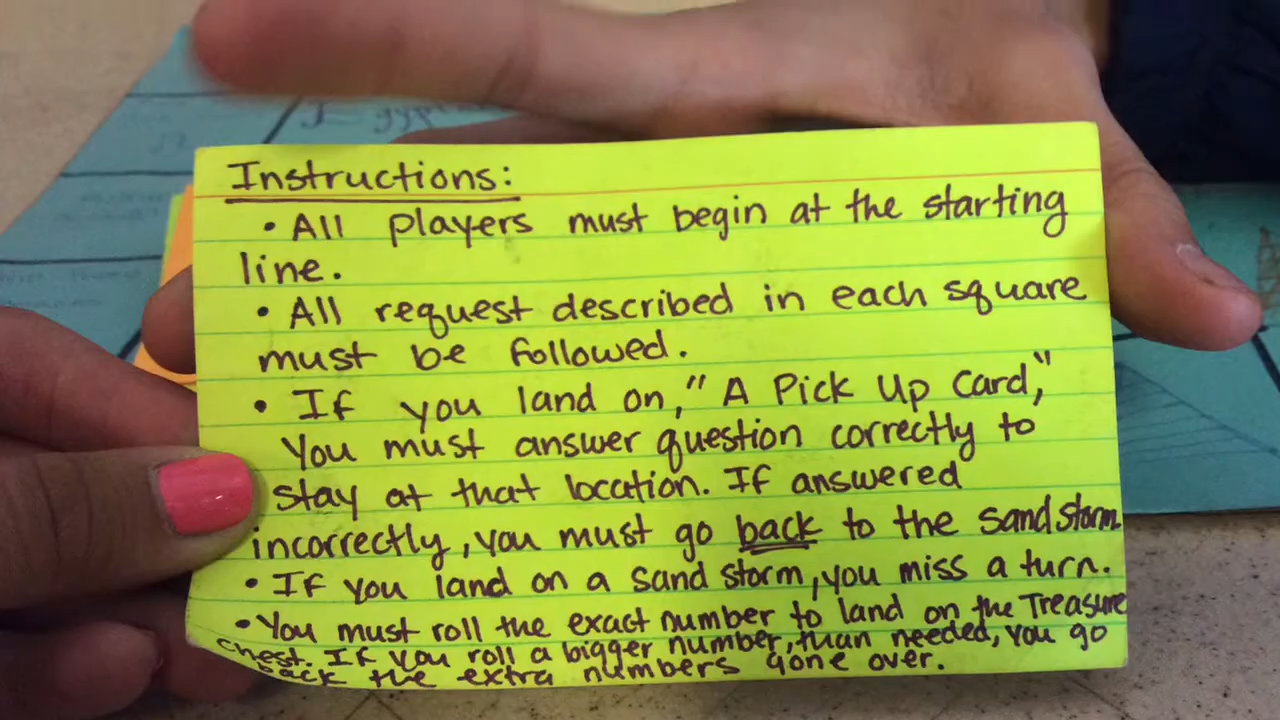 Instructions:
• All players must begin at the starting
line.
• All request described in each square
must be followed.
• If you land on, "A Pick Up Card,"
You must answer question correctly to
stay at that location. If answered
incorrectly, you must go back to the sandstorm
• If you land on a sand storm, you miss a turn.
• You must roll the exact number to land on the Treasure
chest. If you roll a bigger number, than needed, you go
back the extra numbers gone over.